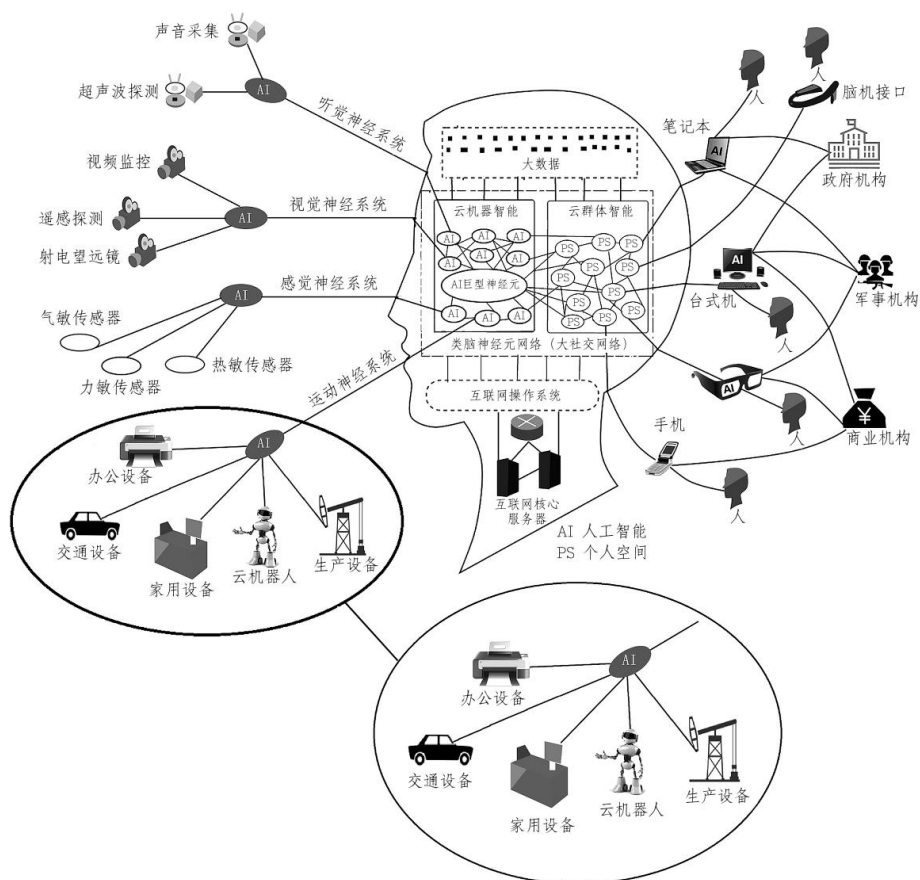 声音采集
AI
超声波探测
听觉神经系统
视频监控
遥感探测
AI
射电望远镜
视觉神经系统
AI
气敏传感器
力敏传感器
热敏传感器
感觉神经系统
运动神经系统
大数据
云机器智能
AI
AI
AI
AI
AI
AI
AI巨型神经元
AI
AI
AI
云群体智能
PS
PS
PS
PS
PS
PS
PS
PS
PS
PS
PS
PS
类脑神经元网络（大社交网络）
互联网操作系统
互联网核心
服务器
AI 人工智能
PS 个人空间
人
人
脑机接口
笔记本
AI
政府机构
AI
台式机
军事机构
人
AI
人
商业机构
手机
人
AI
办公设备
交通设备
家用设备
云机器人
生产设备
AI
办公设备
交通设备
家用设备
云机器人
生产设备